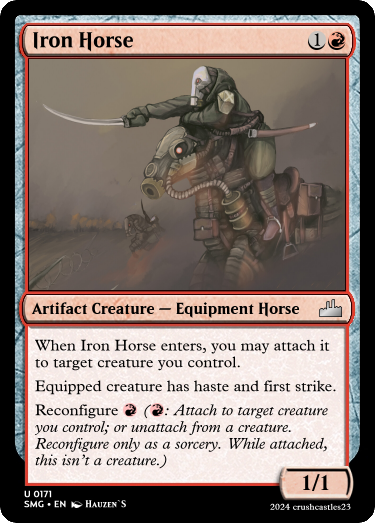 Iron Horse 1
Artifact Creature — Equipment Horse
When Iron Horse enters, you may attach it
to target creature you control.
Equipped creature has haste and first strike.
Reconfigure (: Attach to target creature
you control; or unattach from a creature.
Reconfigure only as a sorcery. While attached,
this isn't a creature.)
1/1
U 0171
SMG • EN Hauzen`s
2024 crushcastles23